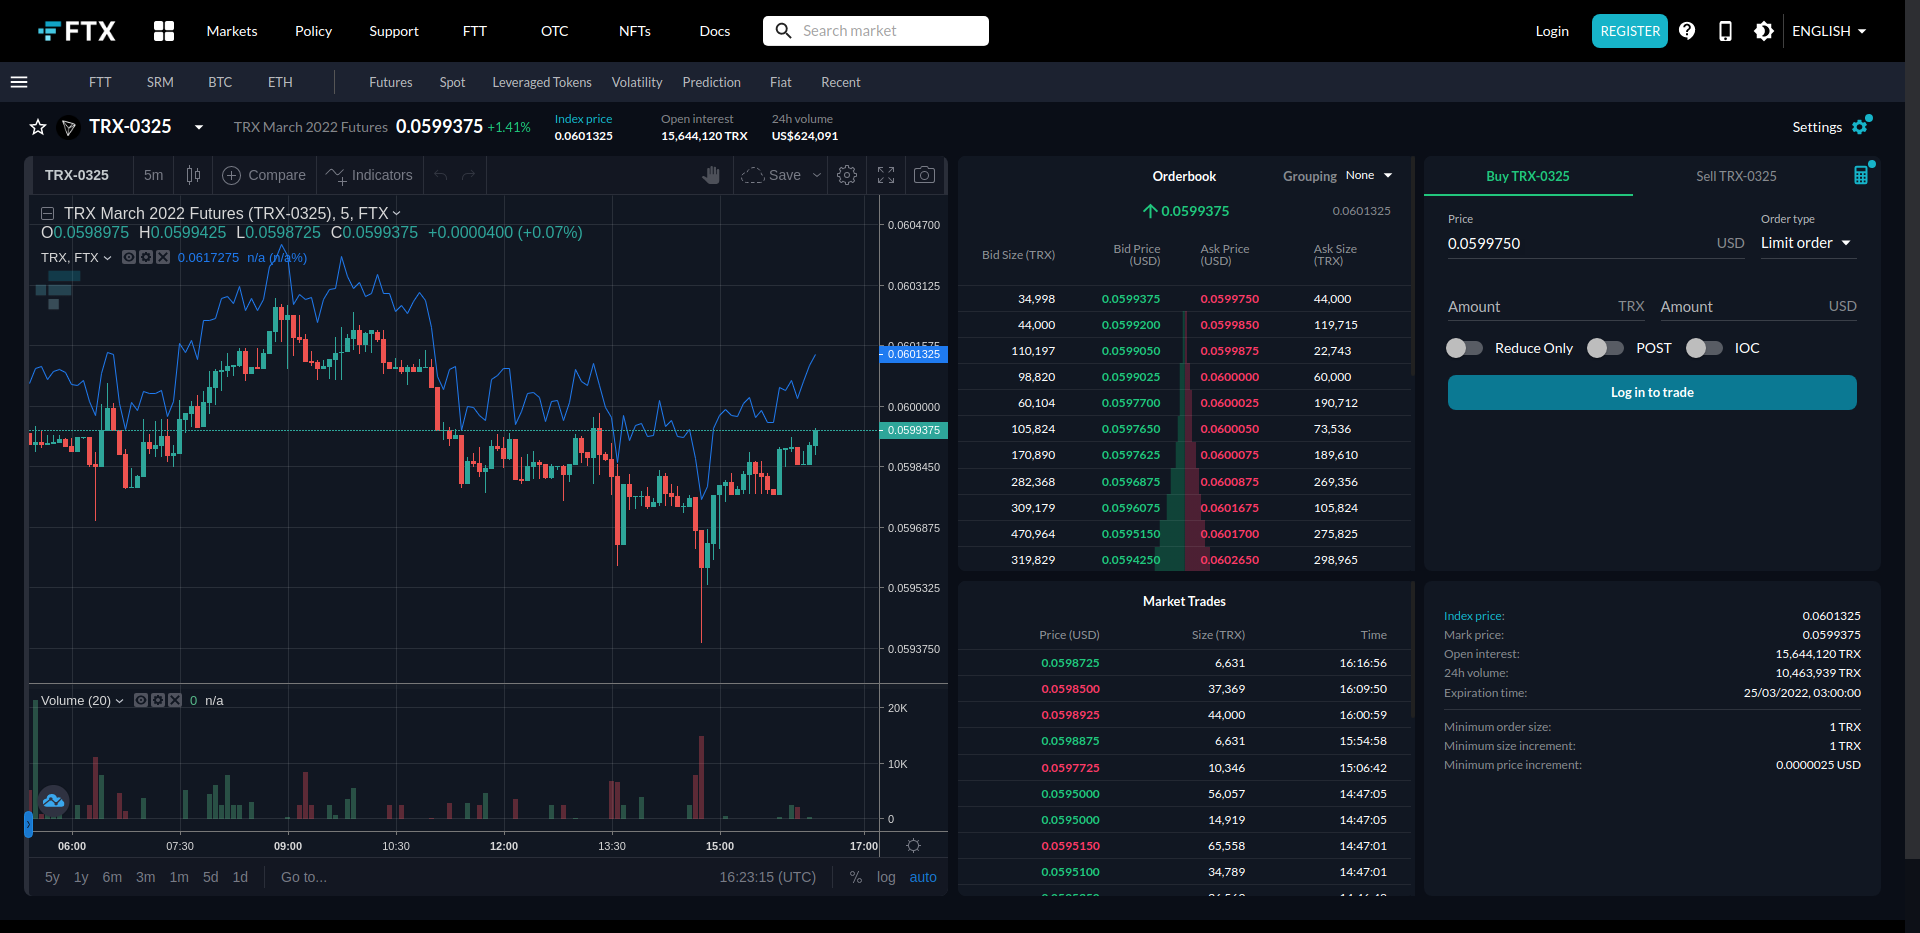 FTX Markets Policy Support FTT OTC NFTs Docs Search market Login REGISTER ENGLISH
FTT SRM BTC ETH Futures Spot Leveraged Tokens Volatility Prediction Fiat Recent
TRX-0325 TRX March 2022 Futures 0.0599375 +1.41%
Index price
0.0601325
Open interest
15,644,120 TRX
24h volume
US$624,091
Settings
TRX-0325 5m Compare Indicators Save
TRX March 2022 Futures (TRX-0325), 5, FTX
O0.0598975 H0.0599425 L0.0598725 C0.0599375 +0.0000400 (+0.07%)
TRX, FTX 0.0617275 n/a (n/a%)
0.0604700
0.0603125
0.0601575
0.0601325
0.0600000
0.0599375
0.0598450
0.0596875
0.0595325
0.0593750
Volume (20) 0 n/a
20K
10K
0
06:00 07:30 09:00 10:30 12:00 13:30 15:00 17:00
5y 1y 6m 3m 1m 5d 1d Go to... 16:23:15 (UTC) % log auto
Orderbook Grouping None
0.0599375 0.0601325
Bid Size (TRX) Bid Price (USD) Ask Price (USD) Ask Size (TRX)
34,998 0.0599375 0.0599750 44,000
44,000 0.0599200 0.0599850 119,715
110,197 0.0599050 0.0599875 22,743
98,820 0.0599025 0.0600000 60,000
60,104 0.0597700 0.0600025 190,712
105,824 0.0597650 0.0600050 73,536
170,890 0.0597625 0.0600075 189,610
282,368 0.0596875 0.0600875 269,356
309,179 0.0596075 0.0601675 105,824
470,964 0.0595150 0.0601700 275,825
319,829 0.0594250 0.0602650 298,965
Market Trades
Price (USD) Size (TRX) Time
0.0598725 6,631 16:16:56
0.0598500 37,369 16:09:50
0.0598925 44,000 16:00:59
0.0598875 6,631 15:54:58
0.0597725 10,346 15:06:42
0.0595000 56,057 14:47:05
0.0595000 14,919 14:47:05
0.0595150 65,558 14:47:01
0.0595100 34,789 14:47:01
Buy TRX-0325 Sell TRX-0325
Price Order type
0.0599750 USD Limit order
Amount TRX Amount USD
Reduce Only POST IOC
Log in to trade
Index price: 0.0601325
Mark price: 0.0599375
Open interest: 15,644,120 TRX
24h volume: 10,463,939 TRX
Expiration time: 25/03/2022, 03:00:00
Minimum order size: 1 TRX
Minimum size increment: 1 TRX
Minimum price increment: 0.0000025 USD